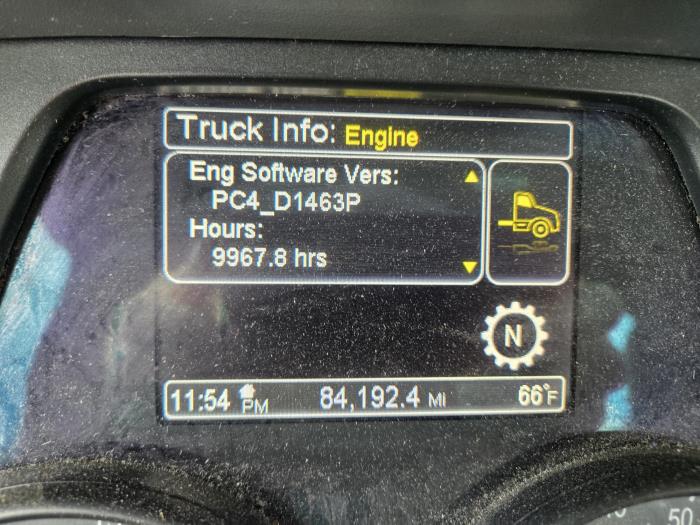 Truck Info: Engine
Eng Software Vers:
PC4_D1463P
Hours:
9967.8 hrs
N
11:54 PM 84,192.4 MI 66°F
50